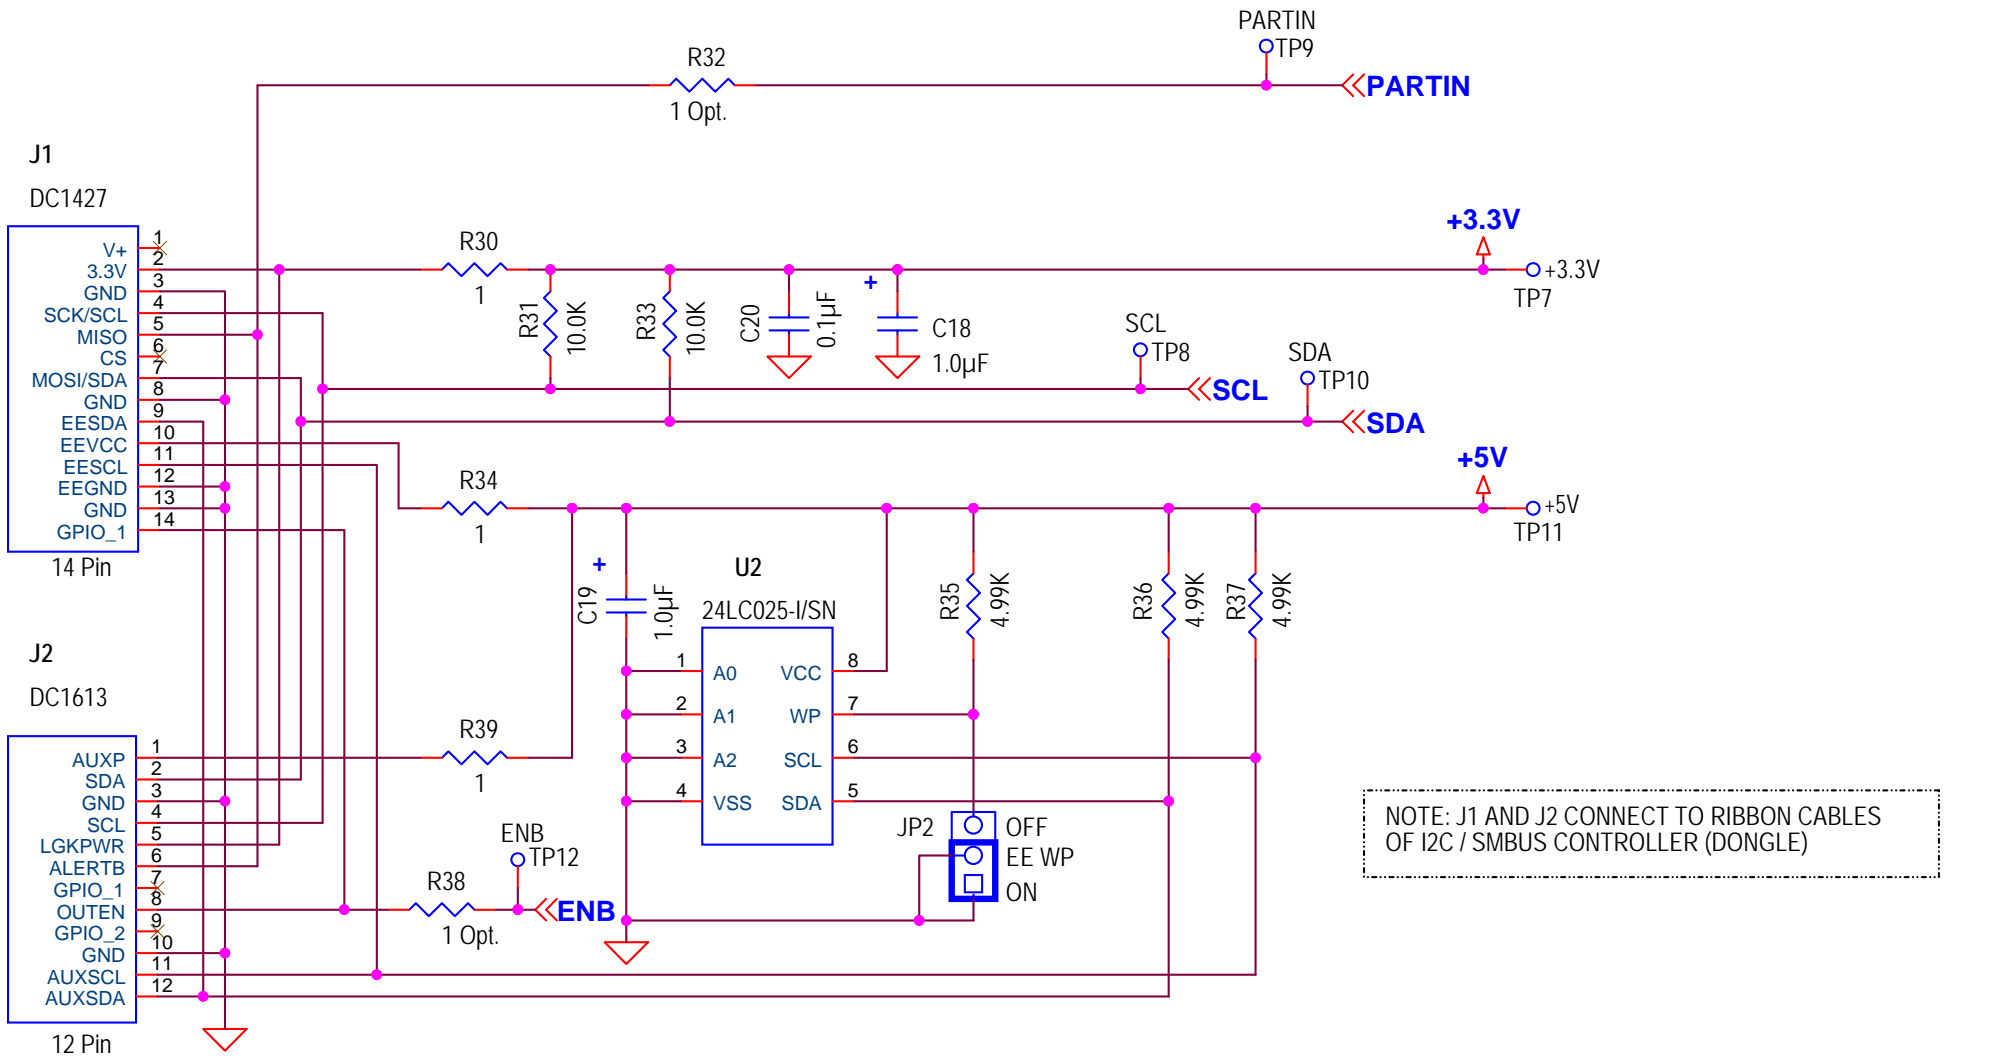 PARTIN
TP9
R32
1 Opt.
PARTIN
J1
DC1427
V+ 1
3.3V 2
GND 3
SCK/SCL 4
MISO 5
CS 6
MOSI/SDA 7
GND 8
EESDA 9
EEVCC 10
EESCL 11
EEGND 12
GND 13
GPIO_1 14
14 Pin
R30
1
R31
10.0K
R33
10.0K
C20
0.1µF
+
C18
1.0µF
+3.3V
+3.3V
TP7
SCL
TP8
SCL
SDA
TP10
SDA
R34
1
+5V
+5V
TP11
+
C19
1.0µF
U2
24LC025-I/SN
1 A0 VCC 8
2 A1 WP 7
3 A2 SCL 6
4 VSS SDA 5
R35
4.99K
R36
4.99K
R37
4.99K
J2
DC1613
AUXP 1
SDA 2
GND 3
SCL 4
LGKPWR 5
ALERTB 6
GPIO_1 7
OUTEN 8
GPIO_2 9
GND 10
AUXSCL 11
AUXSDA 12
12 Pin
R39
1
ENB
TP12
R38
1 Opt.
ENB
JP2
OFF
EE WP
ON
NOTE: J1 AND J2 CONNECT TO RIBBON CABLES
OF I2C / SMBUS CONTROLLER (DONGLE)